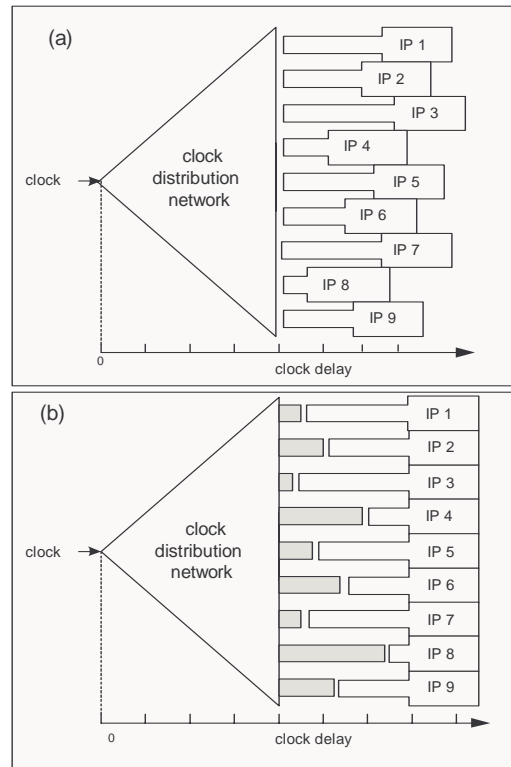 (a)
IP 1
IP 2
IP 3
IP 4
IP 5
IP 6
IP 7
IP 8
IP 9
clock
clock
distribution
network
0
clock delay
(b)
IP 1
IP 2
IP 3
IP 4
IP 5
IP 6
IP 7
IP 8
IP 9
clock
clock
distribution
network
0
clock delay